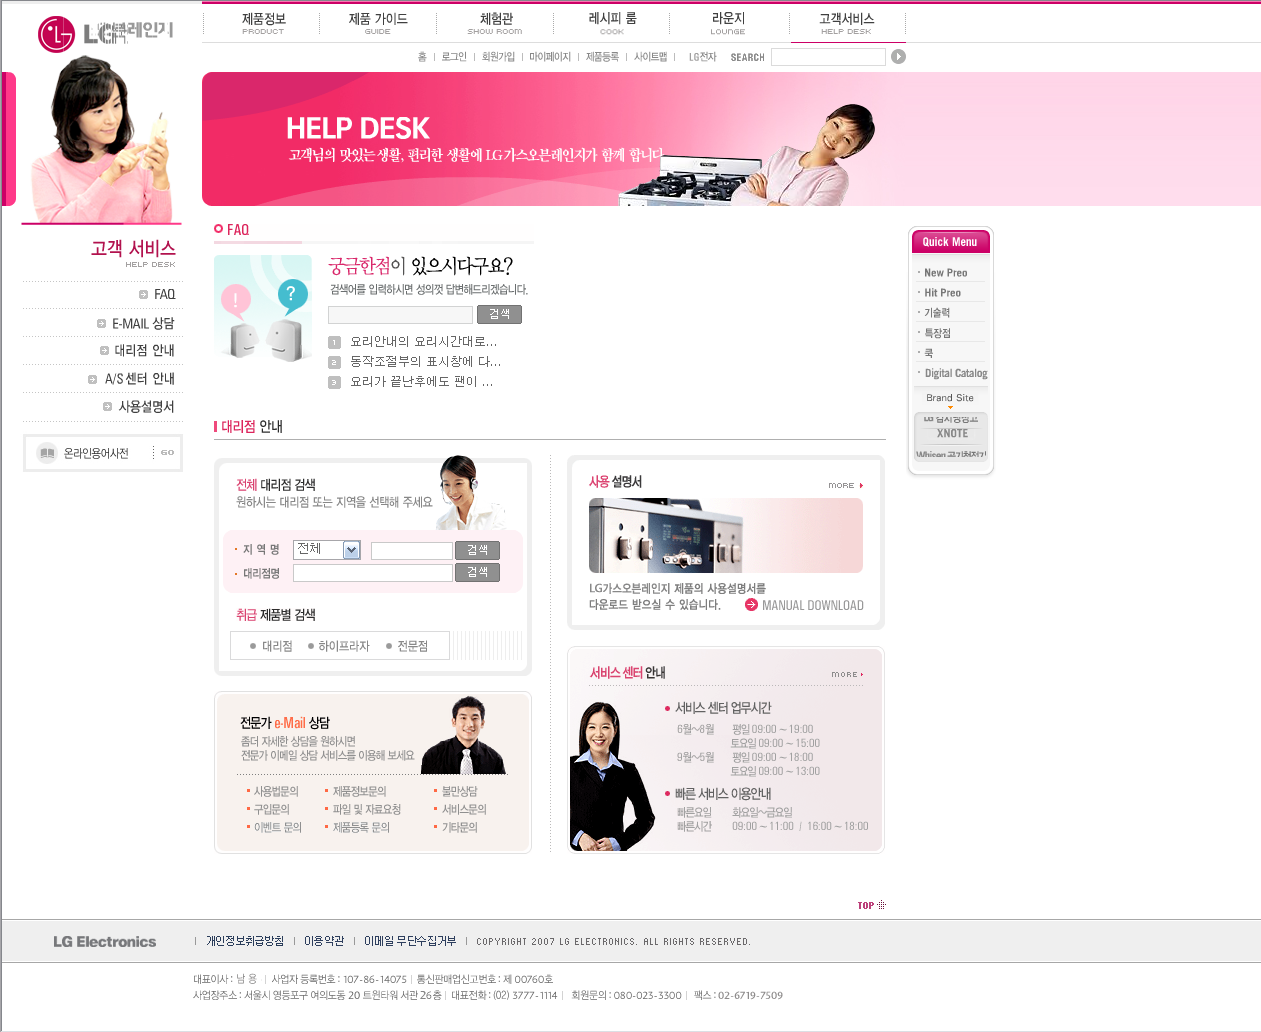 LG
제품정보 제품 가이드 체험관 레시피 룸 라운지 고객서비스
PRODUCT GUIDE SHOW ROOM COOK LOUNGE HELP DESK
홈 로그인 회원가입 마이페이지 제품등록 사이트맵 LG전자 SEARCH
HELP DESK
고객님의 맛있는 생활, 편리한 생활에 LG가스오븐레인지가 함께 합니다
고객 서비스
HELP DESK
FAQ
E-MAIL 상담
대리점 안내
A/S 센터 안내
사용설명서
온라인용어사전 GO
FAQ
궁금한점이 있으시다구요?
검색어를 입력하시면 성의껏 답변해드리겠습니다.
검색
1 요리안내의 요리시간대로...
2 동작조절부의 표시창에 다...
3 요리가 끝난후에도 팬이 ...
대리점 안내
전체 대리점 검색
원하시는 대리점 또는 지역을 선택해 주세요
지 역 명 전체 검색
대리점명 검색
취급 제품별 검색
대리점 하이프라자 전문점
사용 설명서
MORE
LG가스오븐레인지 제품의 사용설명서를
다운로드 받으실 수 있습니다.
MANUAL DOWNLOAD
전문가 e-Mail 상담
좀더 자세한 상담을 원하시면
전문가 이메일 상담 서비스를 이용해 보세요
사용법문의 제품정보문의 불만상담
구입문의 파일 및 자료요청 서비스문의
이벤트 문의 제품등록 문의 기타문의
서비스 센터 안내
MORE
서비스 센터 업무시간
6월~8월 평일 09:00 ~ 19:00
토요일 09:00 ~ 15:00
9월~5월 평일 09:00 ~ 18:00
토요일 09:00 ~ 13:00
빠른 서비스 이용안내
빠른요일 화요일~금요일
빠른시간 09:00 ~ 11:00 / 16:00 ~ 18:00
Quick Menu
New Preo
Hit Preo
기술력
특장점
쿡
Digital Catalog
Brand Site
XNOTE
TOP
LG Electronics
개인정보취급방침 이용약관 이메일 무단수집거부 COPYRIGHT 2007 LG ELECTRONICS. ALL RIGHTS RESERVED.
대표이사 : 남 용 사업자 등록번호 : 107-86-14075 통신판매업신고번호 : 제 00760호
사업장주소 : 서울시 영등포구 여의도동 20 트윈타워 서관 26층 대표전화 : (02) 3777-1114 회원문의 : 080-023-3300 팩스 : 02-6719-7509